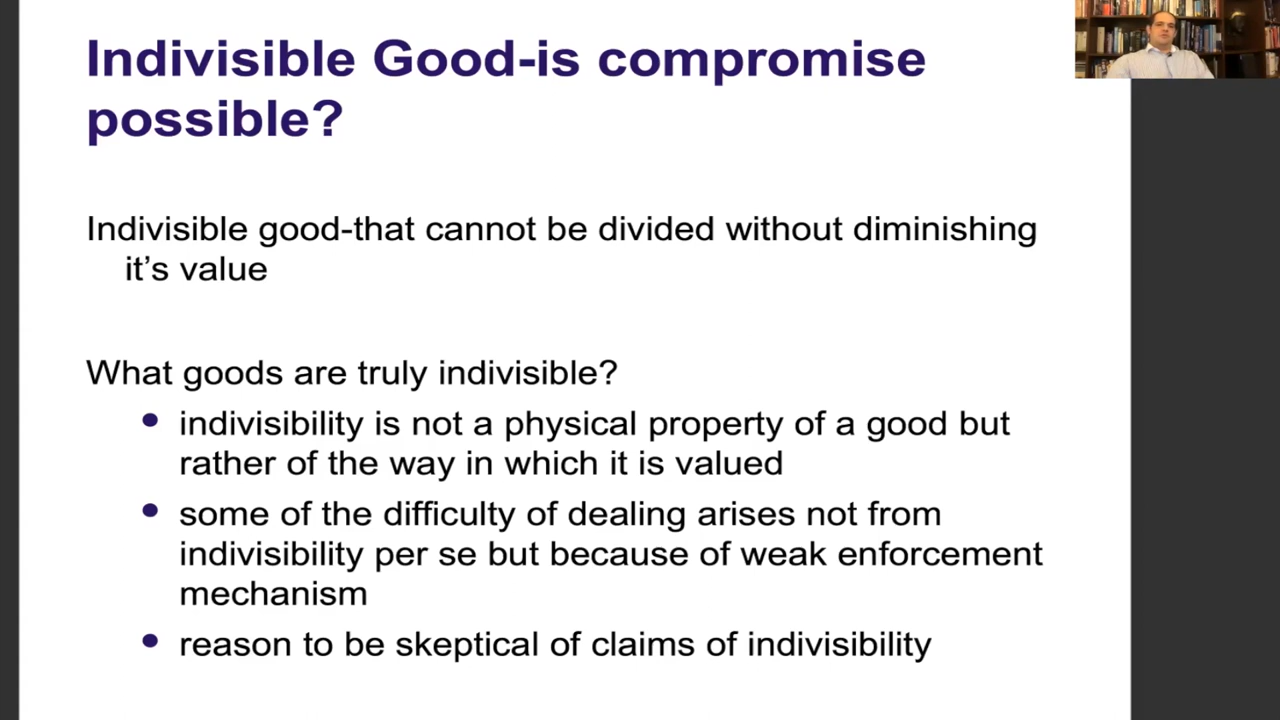 Indivisible Good-is compromise
possible?
Indivisible good-that cannot be divided without diminishing
it’s value
What goods are truly indivisible?
• indivisibility is not a physical property of a good but
rather of the way in which it is valued
• some of the difficulty of dealing arises not from
indivisibility per se but because of weak enforcement
mechanism
• reason to be skeptical of claims of indivisibility